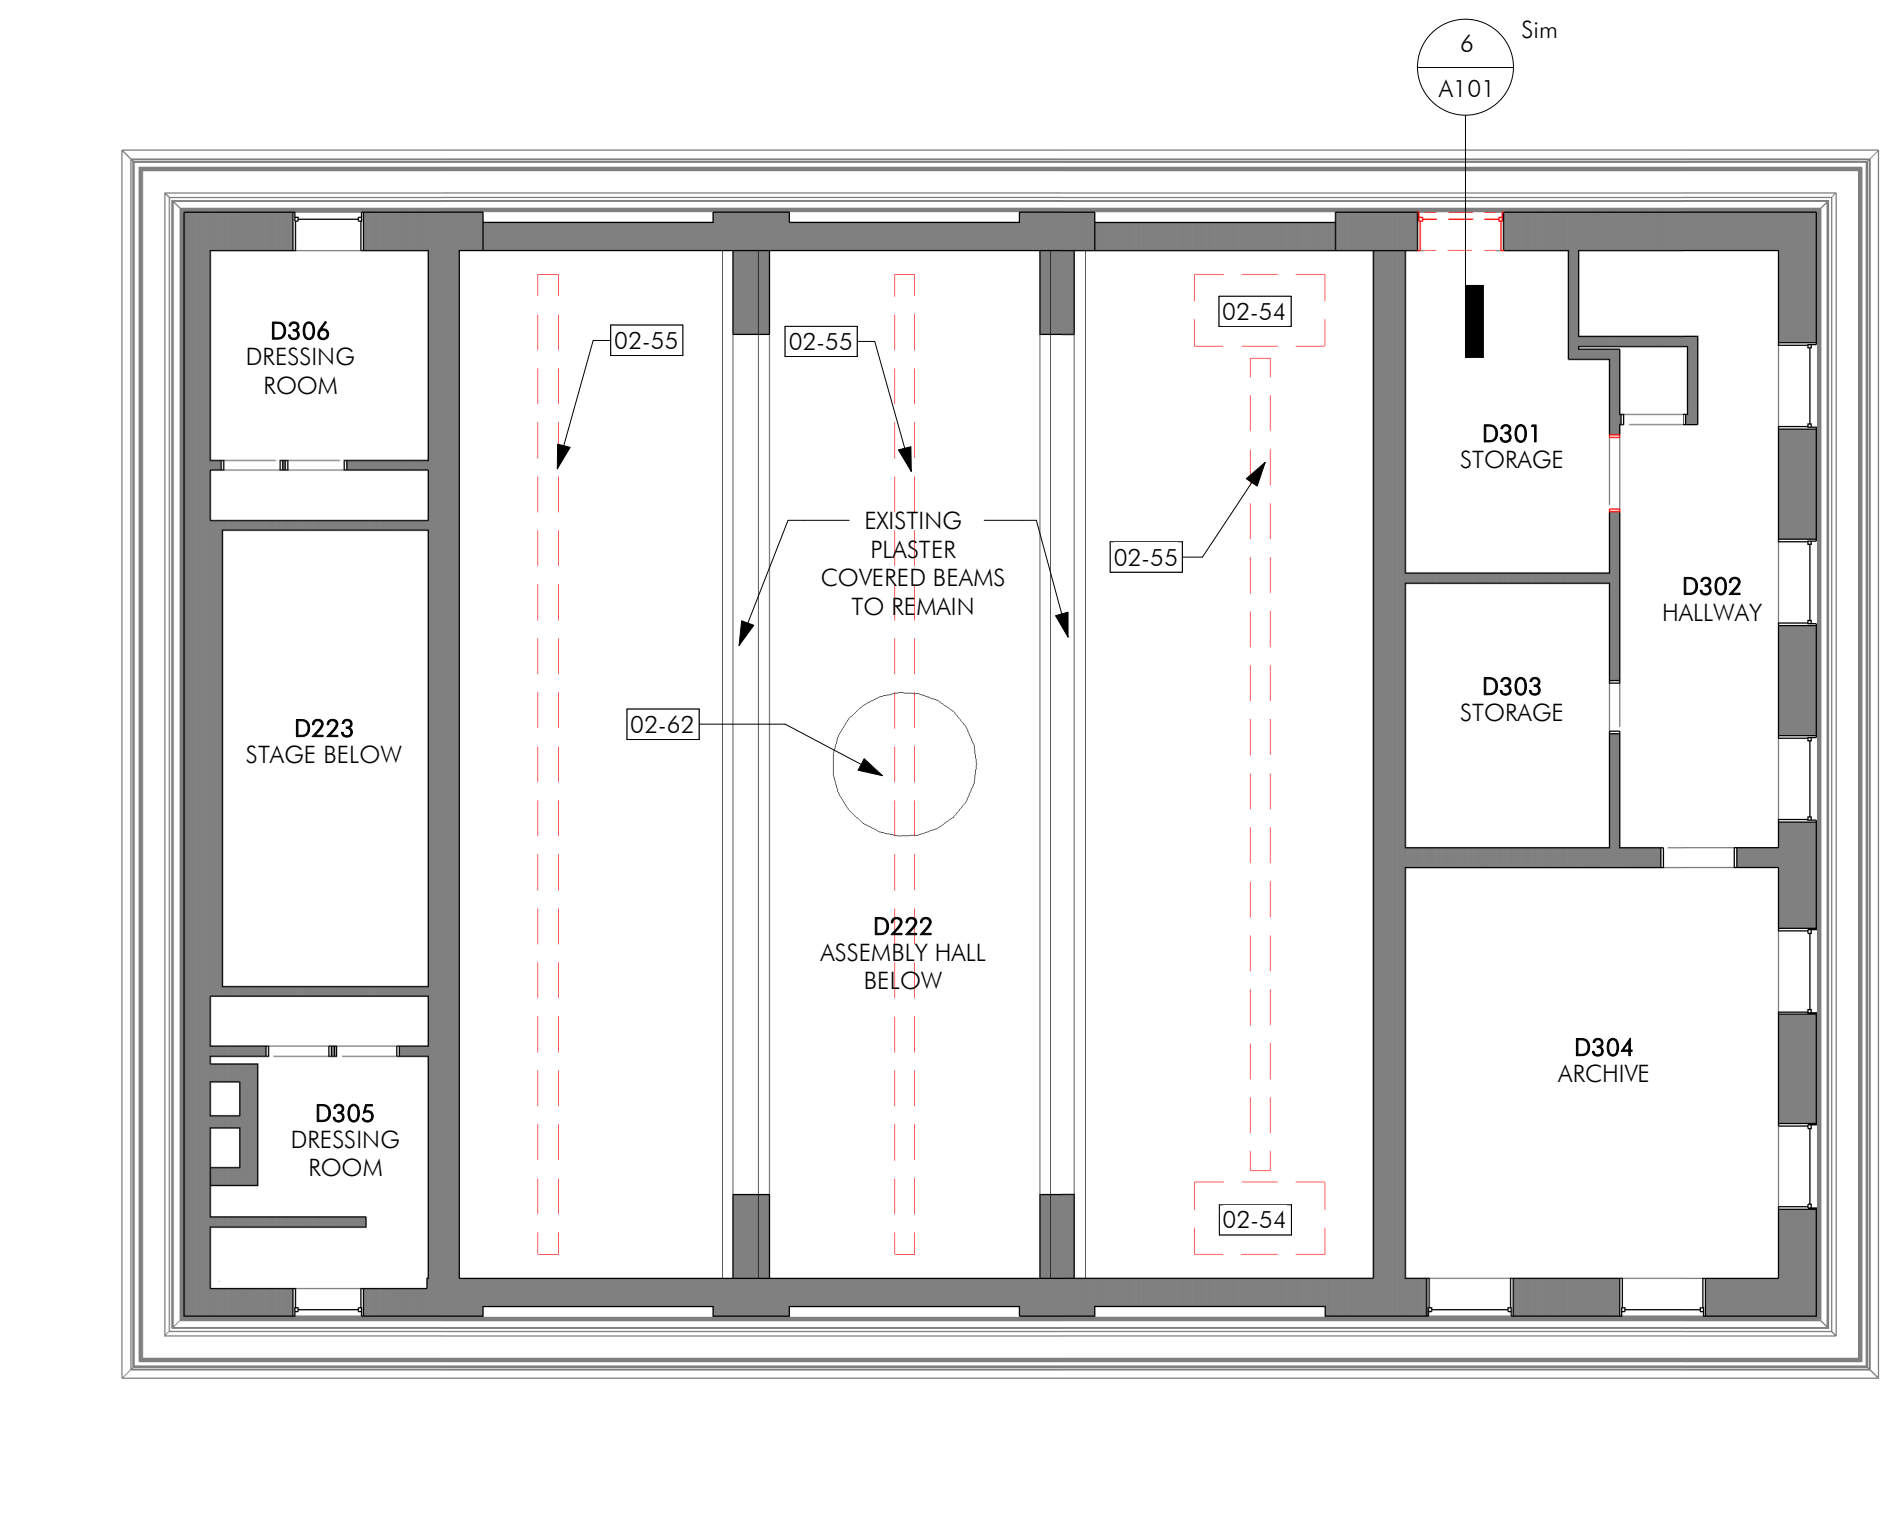 6
A101
Sim
D306
DRESSING
ROOM
02-55
02-55
02-54
D301
STORAGE
EXISTING
PLASTER
COVERED BEAMS
TO REMAIN
02-55
D302
HALLWAY
D303
STORAGE
D223
STAGE BELOW
02-62
D222
ASSEMBLY HALL
BELOW
D304
ARCHIVE
D305
DRESSING
ROOM
02-54